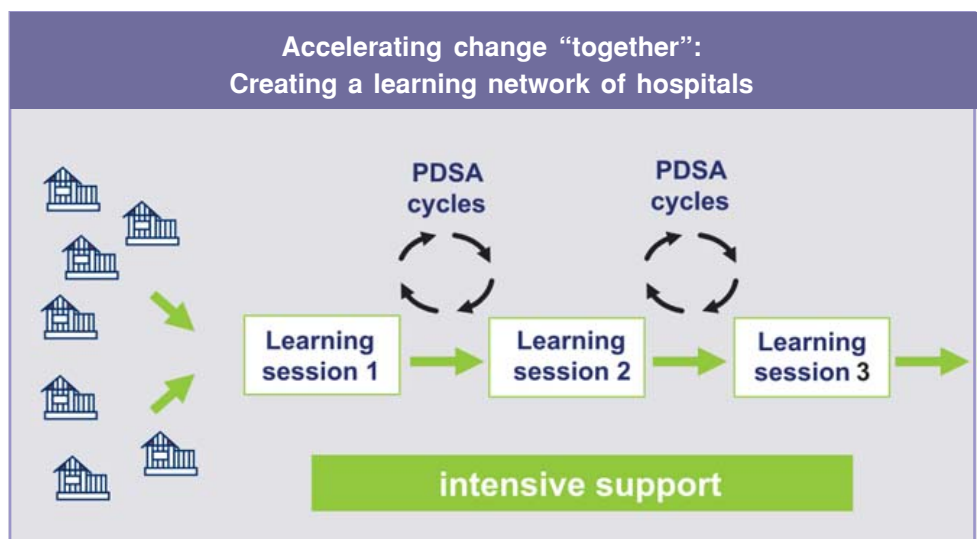 Accelerating change “together”:
Creating a learning network of hospitals
PDSA
cycles
PDSA
cycles
Learning
session 1
Learning
session 2
Learning
session 3
intensive support